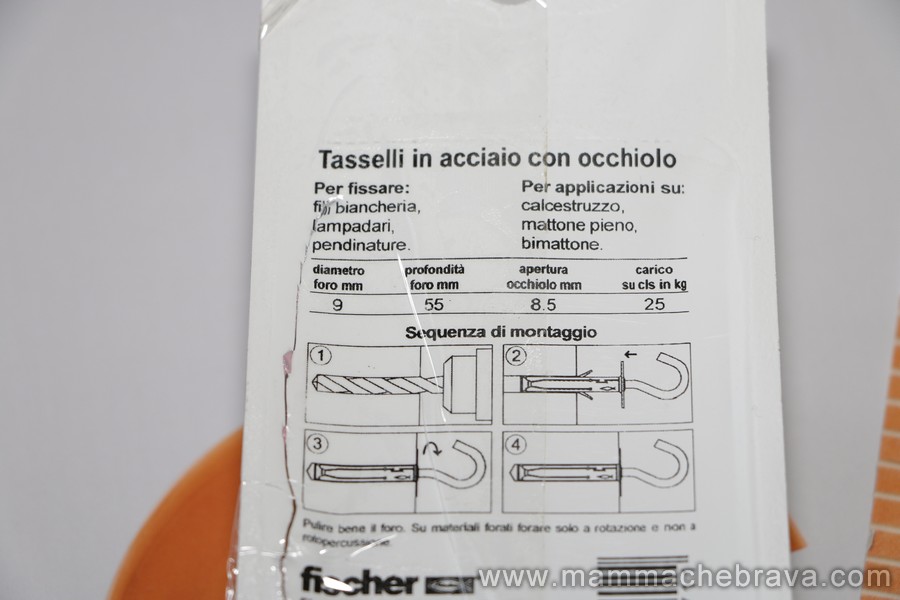 Tasselli in acciaio con occhiolo
Per fissare:
fili biancheria,
lampadari,
pendinature.
Per applicazioni su:
calcestruzzo,
mattone pieno,
bimattone.
diametro foro mm profondità foro mm apertura occhiolo mm carico su cls in kg
9 55 8.5 25
Sequenza di montaggio
1
2
3
4
Pulire bene il foro. Su materiali forati forare solo a rotazione e non a
rotopercussione.
fischer
www.mammachebrava.com